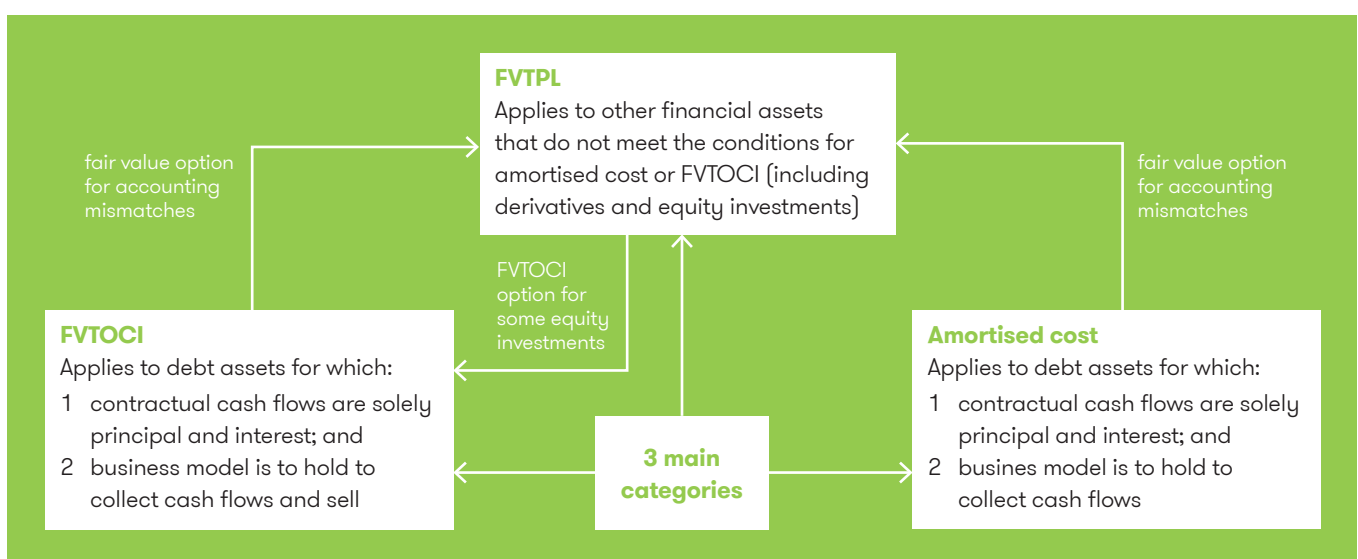 FVTPL
Applies to other financial assets
that do not meet the conditions for
amortised cost or FVTOCI (including
derivatives and equity investments)
fair value option
for accounting
mismatches
fair value option
for accounting
mismatches
FVTOCI
option for
some equity
investments
FVTOCI
Applies to debt assets for which:
1 contractual cash flows are solely
principal and interest; and
2 business model is to hold to
collect cash flows and sell
3 main
categories
Amortised cost
Applies to debt assets for which:
1 contractual cash flows are solely
principal and interest; and
2 busines model is to hold to
collect cash flows